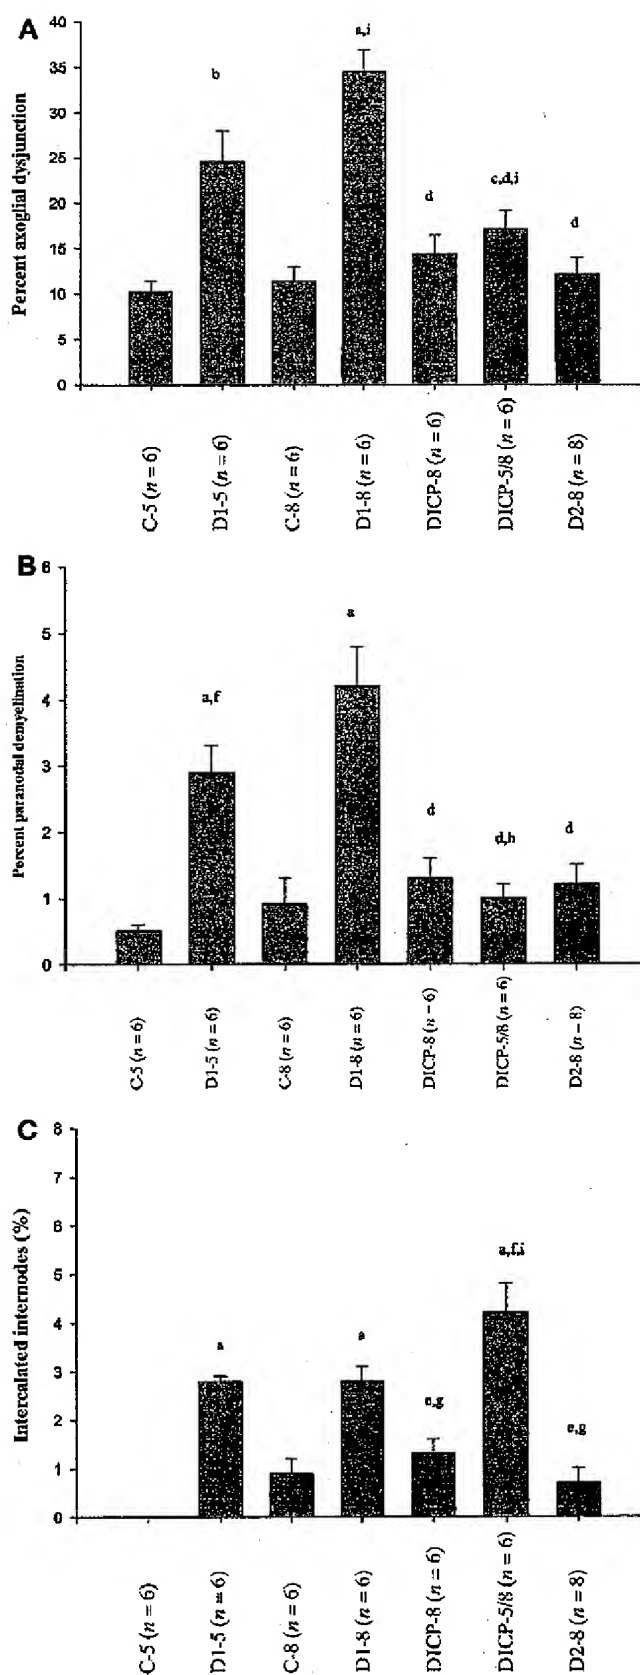 A
Percent axoglial dysjunction
40
35
30
25
20
15
10
5
0
b
a,i
d
c,d,i
d
C-5 (n = 6)
D1-5 (n = 6)
C-8 (n = 6)
D1-8 (n = 6)
DICP-8 (n = 6)
DICP-5/8 (n = 6)
D2-8 (n = 8)
B
Percent paranodal demyelination
6
5
4
3
2
1
0
a,f
a
d
d,h
d
C-5 (n = 6)
D1-5 (n = 6)
C-8 (n = 6)
D1-8 (n = 6)
DICP-8 (n – 6)
DICP-5/8 (n = 6)
D2-8 (n – 8)
C
Intercalated internodes (%)
8
7
6
5
4
3
2
1
0
a
a
e,g
a,f,i
e,g
C-5 (n = 6)
D1-5 (n = 6)
C-8 (n = 6)
D1-8 (n = 6)
DICP-8 (n = 6)
DICP-5/8 (n = 6)
D2-8 (n = 8)